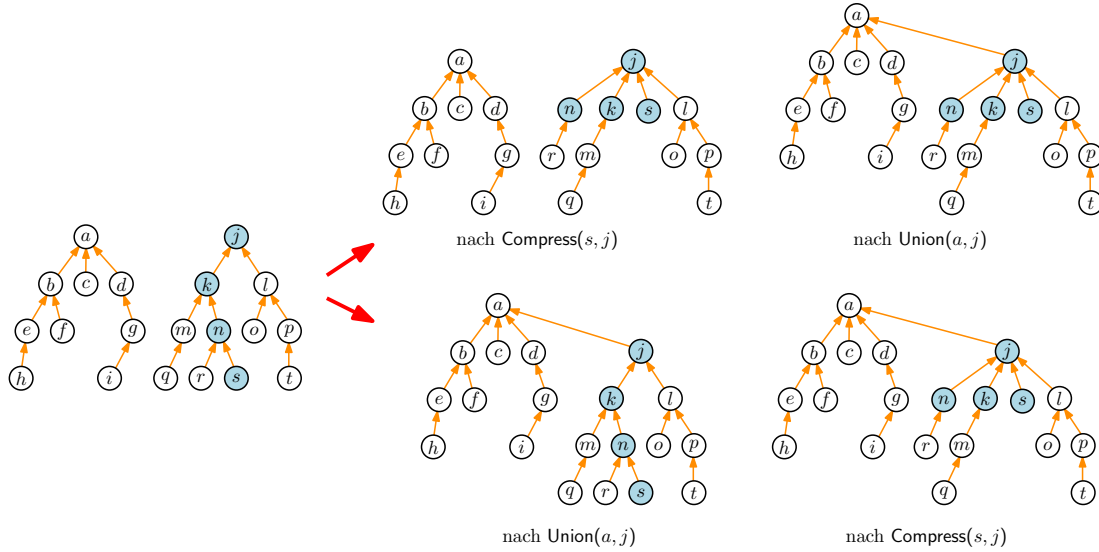 a
b c d
e f g
h i
j
k l
m n o p
q r s t
a
b c d
e f g
h i
j
n k s l
r m o p
q t
nach Compress(s, j)
a
b c d j
e f g n k s l
h i r m o p
q t
nach Union(a, j)
a
b c d j
e f g k l
h i m n o p
q r s t
nach Union(a, j)
a
b c d j
e f g n k s l
h i r m o p
q t
nach Compress(s, j)